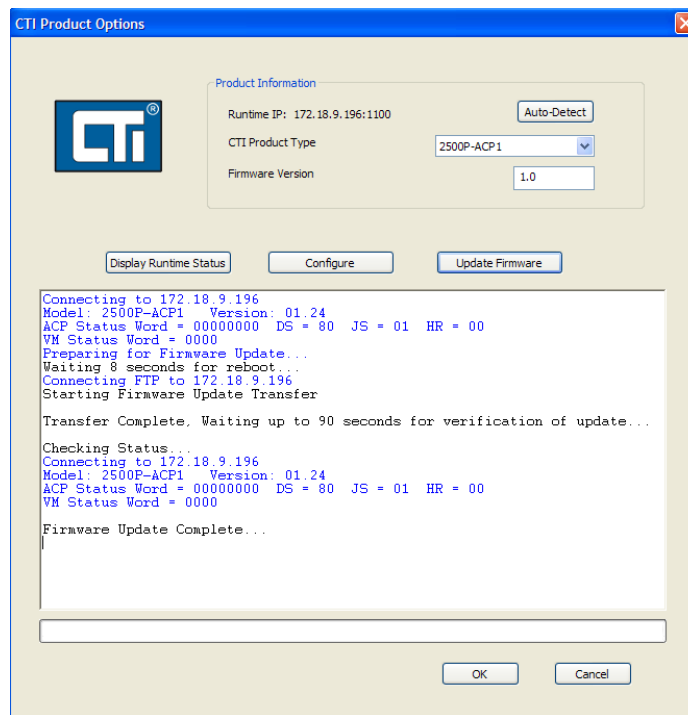 CTI Product Options
CTi®
Product Information
Runtime IP: 172.18.9.196:1100
Auto-Detect
CTI Product Type
2500P-ACP1
Firmware Version
1.0
Display Runtime Status
Configure
Update Firmware
Connecting to 172.18.9.196
Model: 2500P-ACP1 Version: 01.24
ACP Status Word = 00000000 DS = 80 JS = 01 HR = 00
VM Status Word = 0000
Preparing for Firmware Update...
Waiting 8 seconds for reboot...
Connecting FTP to 172.18.9.196
Starting Firmware Update Transfer
Transfer Complete, Waiting up to 90 seconds for verification of update...
Checking Status...
Connecting to 172.18.9.196
Model: 2500P-ACP1 Version: 01.24
ACP Status Word = 00000000 DS = 80 JS = 01 HR = 00
VM Status Word = 0000
Firmware Update Complete...
OK
Cancel